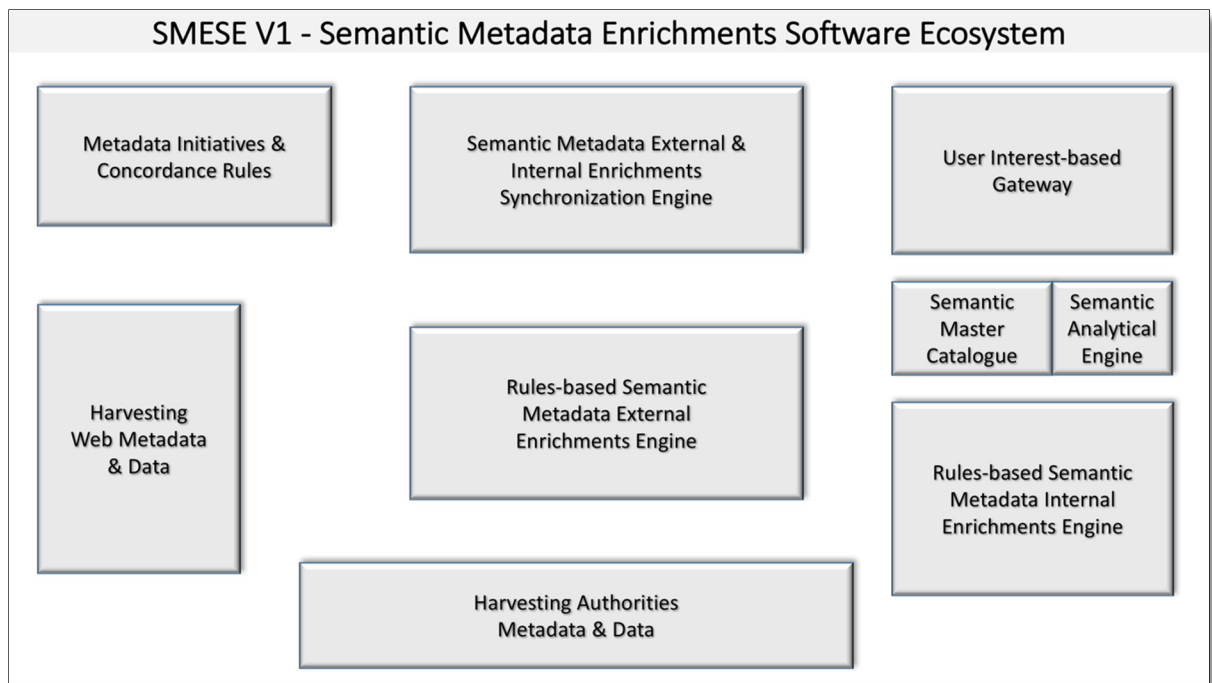 SMESE V1 - Semantic Metadata Enrichments Software Ecosystem
Metadata Initiatives &
Concordance Rules
Semantic Metadata External &
Internal Enrichments
Synchronization Engine
User Interest-based
Gateway
Semantic
Master
Catalogue
Semantic
Analytical
Engine
Harvesting
Web Metadata
& Data
Rules-based Semantic
Metadata External
Enrichments Engine
Rules-based Semantic
Metadata Internal
Enrichments Engine
Harvesting Authorities
Metadata & Data